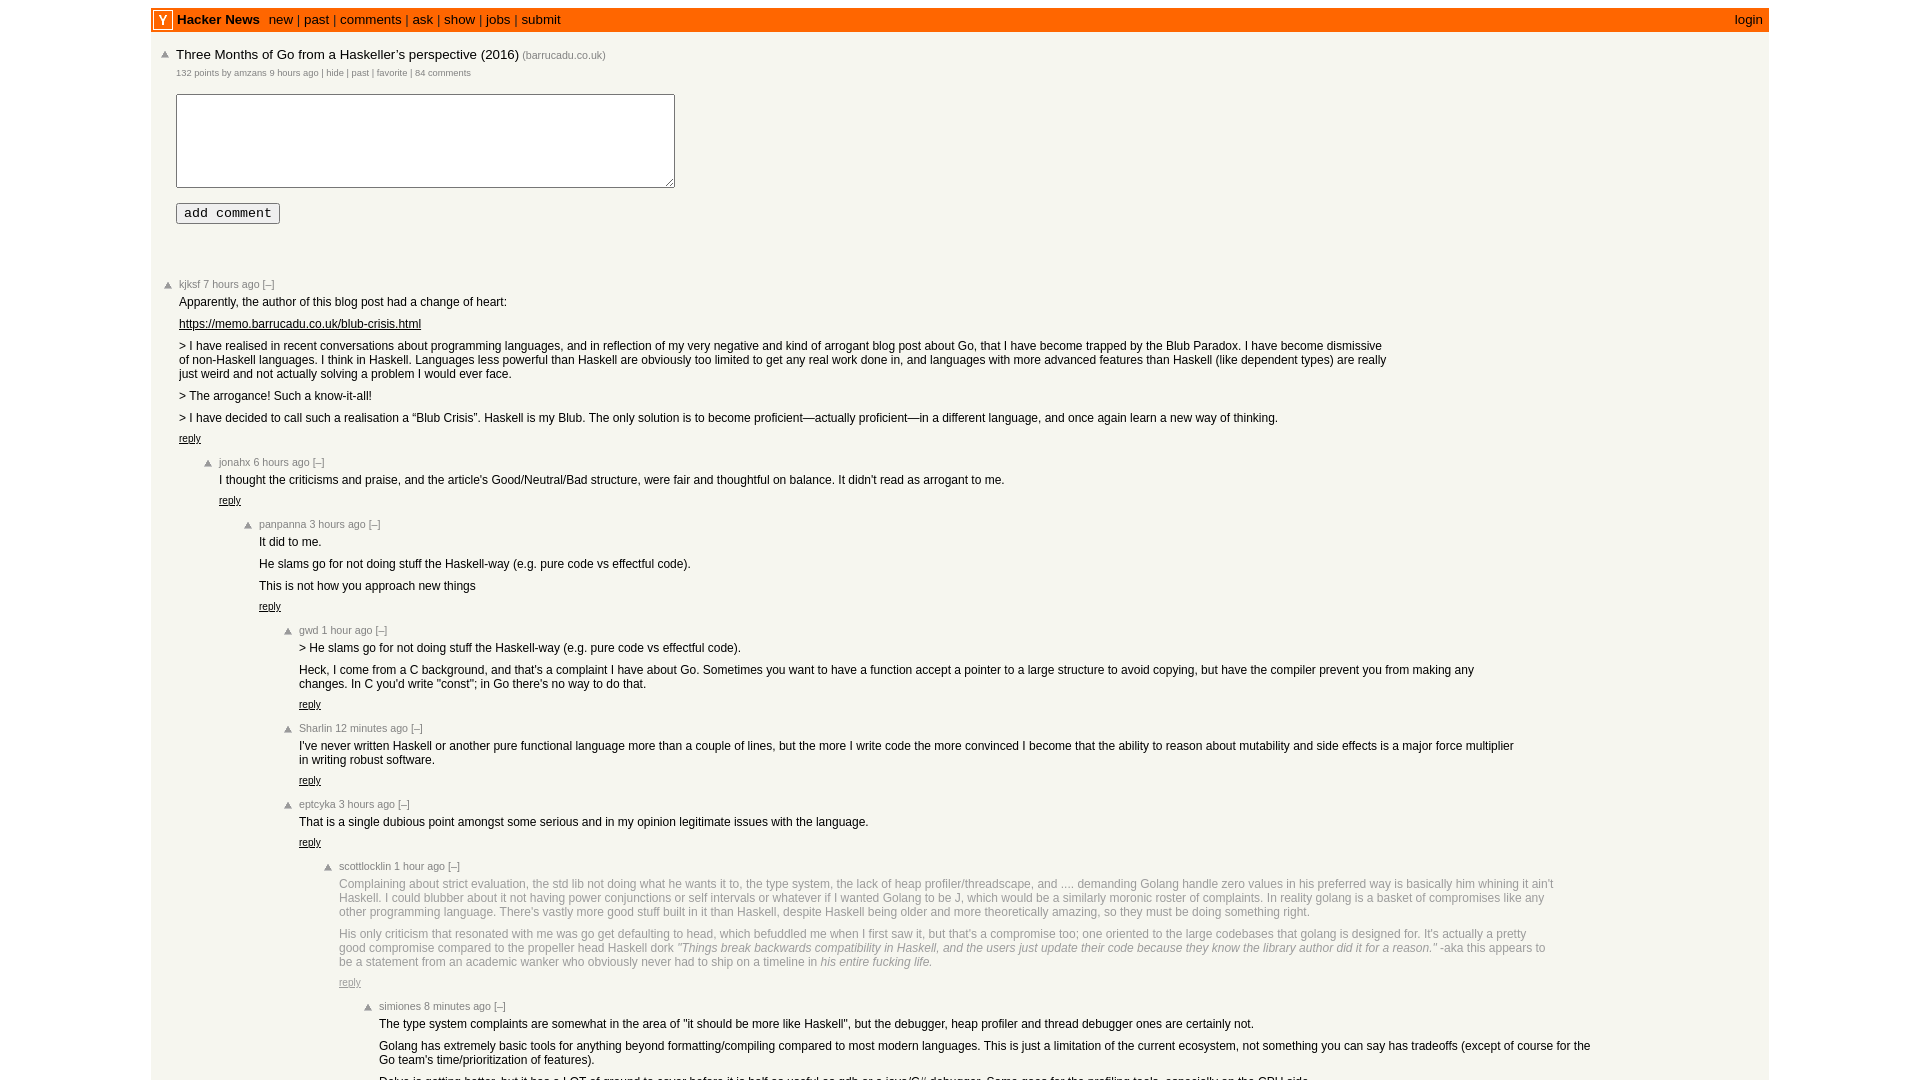 Y Hacker News new | past | comments | ask | show | jobs | submit login
Three Months of Go from a Haskeller’s perspective (2016) (barrucadu.co.uk)
132 points by amzans 9 hours ago | hide | past | favorite | 84 comments
add comment
kjksf 7 hours ago [–]
Apparently, the author of this blog post had a change of heart:
https://memo.barrucadu.co.uk/blub-crisis.html
> I have realised in recent conversations about programming languages, and in reflection of my very negative and kind of arrogant blog post about Go, that I have become trapped by the Blub Paradox. I have become dismissive
of non-Haskell languages. I think in Haskell. Languages less powerful than Haskell are obviously too limited to get any real work done in, and languages with more advanced features than Haskell (like dependent types) are really
just weird and not actually solving a problem I would ever face.
> The arrogance! Such a know-it-all!
> I have decided to call such a realisation a “Blub Crisis”. Haskell is my Blub. The only solution is to become proficient—actually proficient—in a different language, and once again learn a new way of thinking.
reply
jonahx 6 hours ago [–]
I thought the criticisms and praise, and the article's Good/Neutral/Bad structure, were fair and thoughtful on balance. It didn't read as arrogant to me.
reply
panpanna 3 hours ago [–]
It did to me.
He slams go for not doing stuff the Haskell-way (e.g. pure code vs effectful code).
This is not how you approach new things
reply
gwd 1 hour ago [–]
> He slams go for not doing stuff the Haskell-way (e.g. pure code vs effectful code).
Heck, I come from a C background, and that's a complaint I have about Go. Sometimes you want to have a function accept a pointer to a large structure to avoid copying, but have the compiler prevent you from making any
changes. In C you'd write "const"; in Go there's no way to do that.
reply
Sharlin 12 minutes ago [–]
I've never written Haskell or another pure functional language more than a couple of lines, but the more I write code the more convinced I become that the ability to reason about mutability and side effects is a major force multiplier
in writing robust software.
reply
eptcyka 3 hours ago [–]
That is a single dubious point amongst some serious and in my opinion legitimate issues with the language.
reply
scottlocklin 1 hour ago [–]
Complaining about strict evaluation, the std lib not doing what he wants it to, the type system, the lack of heap profiler/threadscape, and .... demanding Golang handle zero values in his preferred way is basically him whining it ain't
Haskell. I could blubber about it not having power conjunctions or self intervals or whatever if I wanted Golang to be J, which would be a similarly moronic roster of complaints. In reality golang is a basket of compromises like any
other programming language. There's vastly more good stuff built in it than Haskell, despite Haskell being older and more theoretically amazing, so they must be doing something right.
His only criticism that resonated with me was go get defaulting to head, which befuddled me when I first saw it, but that's a compromise too; one oriented to the large codebases that golang is designed for. It's actually a pretty
good compromise compared to the propeller head Haskell dork "Things break backwards compatibility in Haskell, and the users just update their code because they know the library author did it for a reason." -aka this appears to
be a statement from an academic wanker who obviously never had to ship on a timeline in his entire fucking life.
reply
simiones 8 minutes ago [–]
The type system complaints are somewhat in the area of "it should be more like Haskell", but the debugger, heap profiler and thread debugger ones are certainly not.
Golang has extremely basic tools for anything beyond formatting/compiling compared to most modern languages. This is just a limitation of the current ecosystem, not something you can say has tradeoffs (except of course for the
Go team's time/prioritization of features).